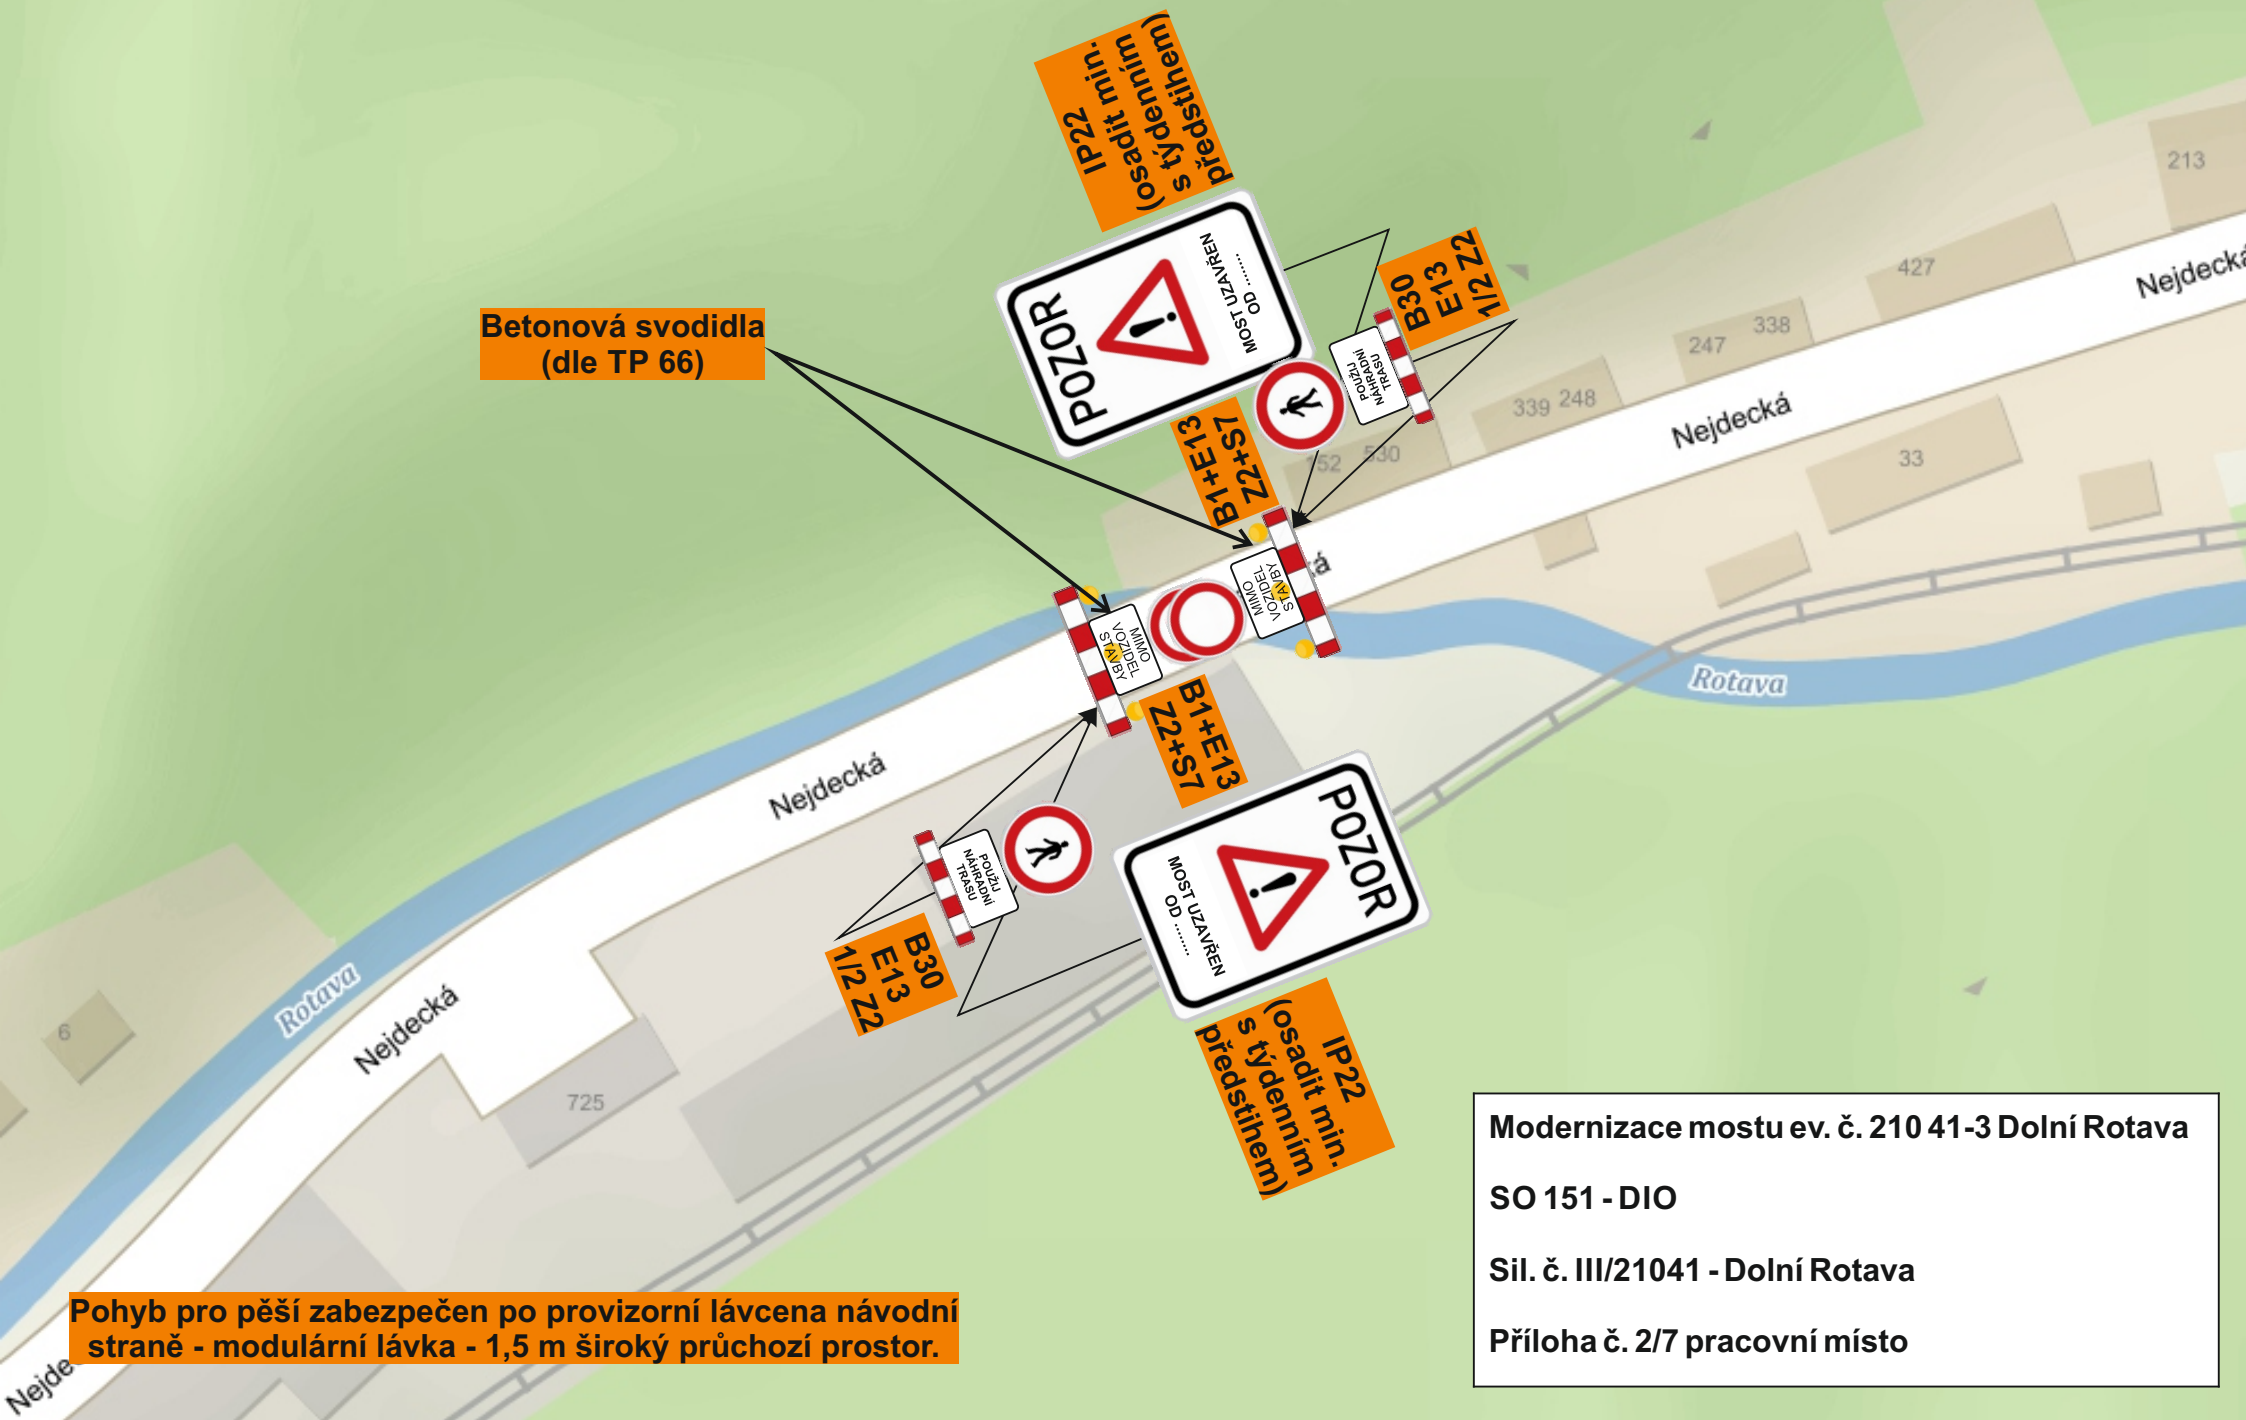 IP22
(osadit min.
s týdenním
předstihem)
POZOR
MOST UZAVŘEN
OD ........
B30
E13
1/2 Z2
POUŽIJ
NÁHRADNÍ
TRASU
Betonová svodidla
(dle TP 66)
B1+E13
Z2+S7
MIMO
VOZIDEL
STAVBY
MIMO
VOZIDEL
STAVBY
B1+E13
Z2+S7
POUŽIJ
NÁHRADNÍ
TRASU
B30
E13
1/2 Z2
POZOR
MOST UZAVŘEN
OD ........
IP22
(osadit min.
s týdenním
předstihem)
213
427
338
247
248
339
530
152
33
6
725
Nejdecká
Nejdecká
Nejdecká
Nejdecká
Nejde
Rotava
Rotava
Modernizace mostu ev. č. 210 41-3 Dolní Rotava
SO 151 - DIO
Sil. č. III/21041 - Dolní Rotava
Příloha č. 2/7 pracovní místo
Pohyb pro pěší zabezpečen po provizorní lávcena návodní
straně - modulární lávka - 1,5 m široký průchozí prostor.